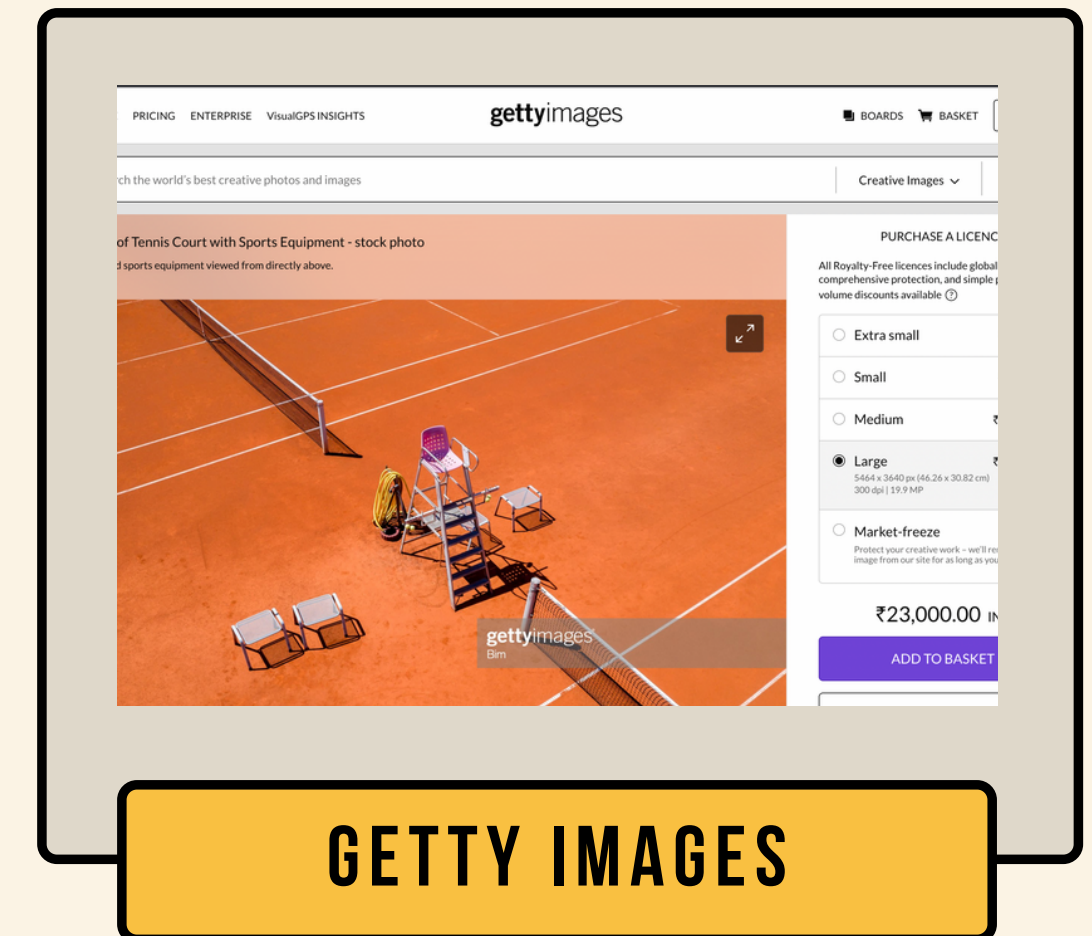 PRICING ENTERPRISE VisualGPS INSIGHTS gettyimages BOARDS BASKET
rch the world's best creative photos and images Creative Images
of Tennis Court with Sports Equipment - stock photo
d sports equipment viewed from directly above.
PURCHASE A LICENC
All Royalty-Free licences include global
comprehensive protection, and simple p
volume discounts available ?
Extra small
Small
Medium ₹
Large ₹
5464 x 3640 px (46.26 x 30.82 cm)
300 dpi | 19.9 MP
Market-freeze
Protect your creative work – we'll re
image from our site for as long as you
₹23,000.00 IN
ADD TO BASKET
gettyimages
Bim
GETTY IMAGES